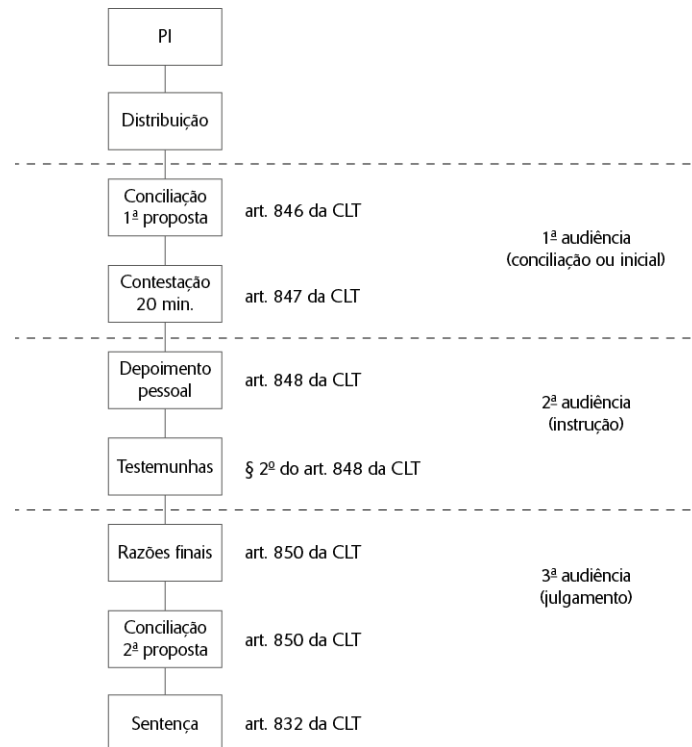 PI
Distribuição
Conciliação
1ª proposta
art. 846 da CLT
1ª audiência
(conciliação ou inicial)
Contestação
20 min.
art. 847 da CLT
Depoimento
pessoal
art. 848 da CLT
2ª audiência
(instrução)
Testemunhas
§ 2º do art. 848 da CLT
Razões finais
art. 850 da CLT
3ª audiência
(julgamento)
Conciliação
2ª proposta
art. 850 da CLT
Sentença
art. 832 da CLT